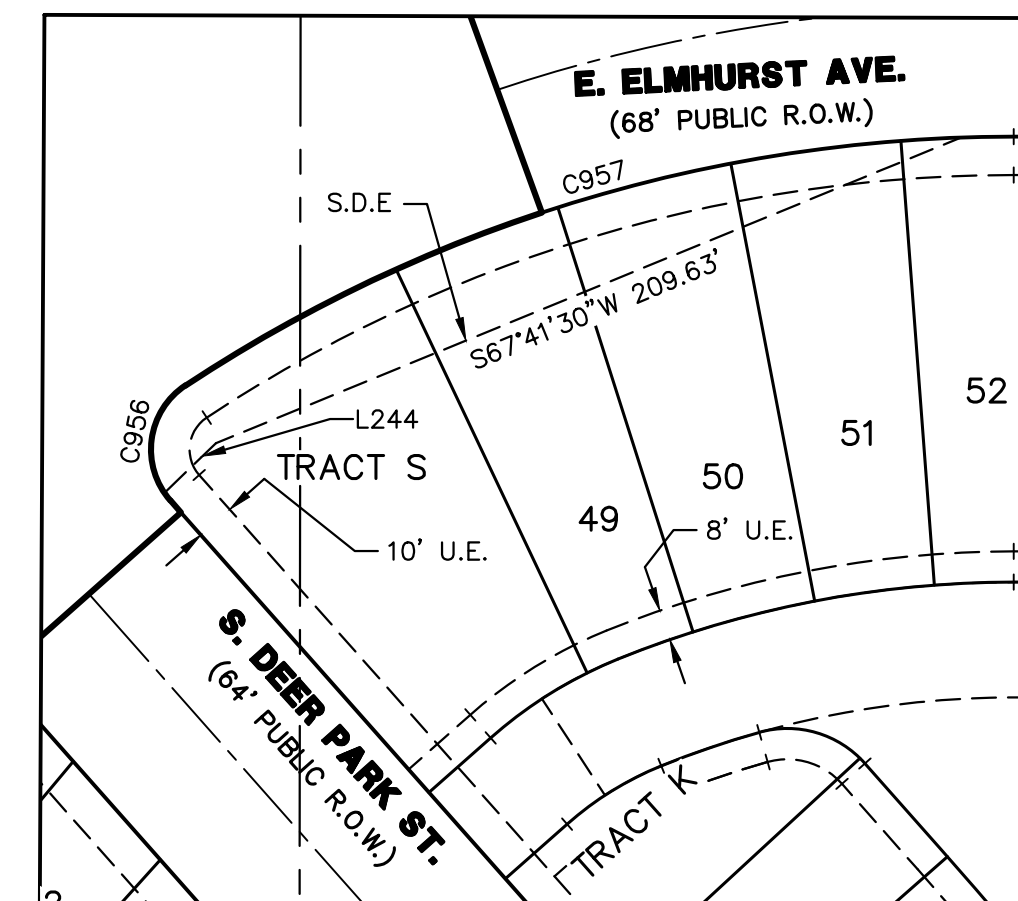 E. ELMHURST AVE.
(68' PUBLIC R.O.W.)
C957
S.D.E
S67°41'30"W 209.63'
C956
L244
TRACT S
52
51
50
49
8' U.E.
10' U.E.
S. DEER PARK ST.
(64' PUBLIC R.O.W.)
TRACT K